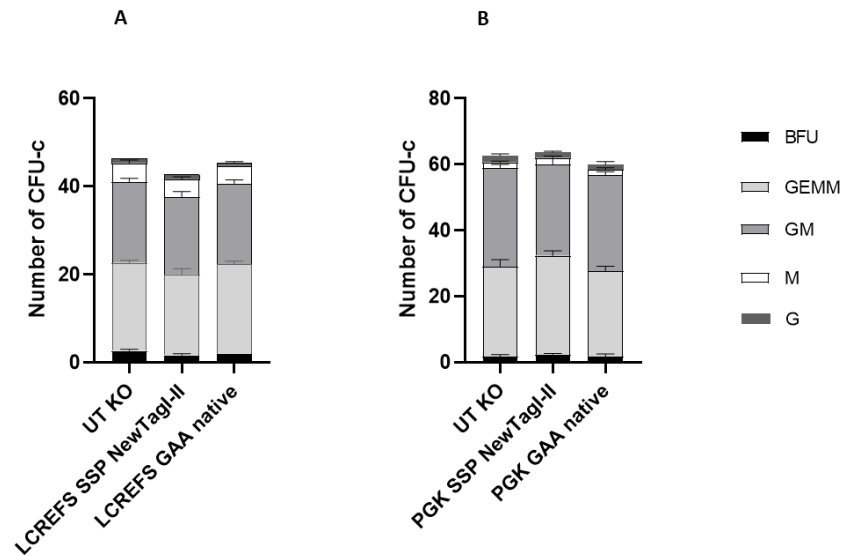 A
Number of CFU-c
60
40
20
0
UT KO
LCREFS SSP NewTagI-II
LCREFS GAA native
B
Number of CFU-c
80
60
40
20
0
UT KO
PGK SSP NewTagI-II
PGK GAA native
BFU
GEMM
GM
M
G